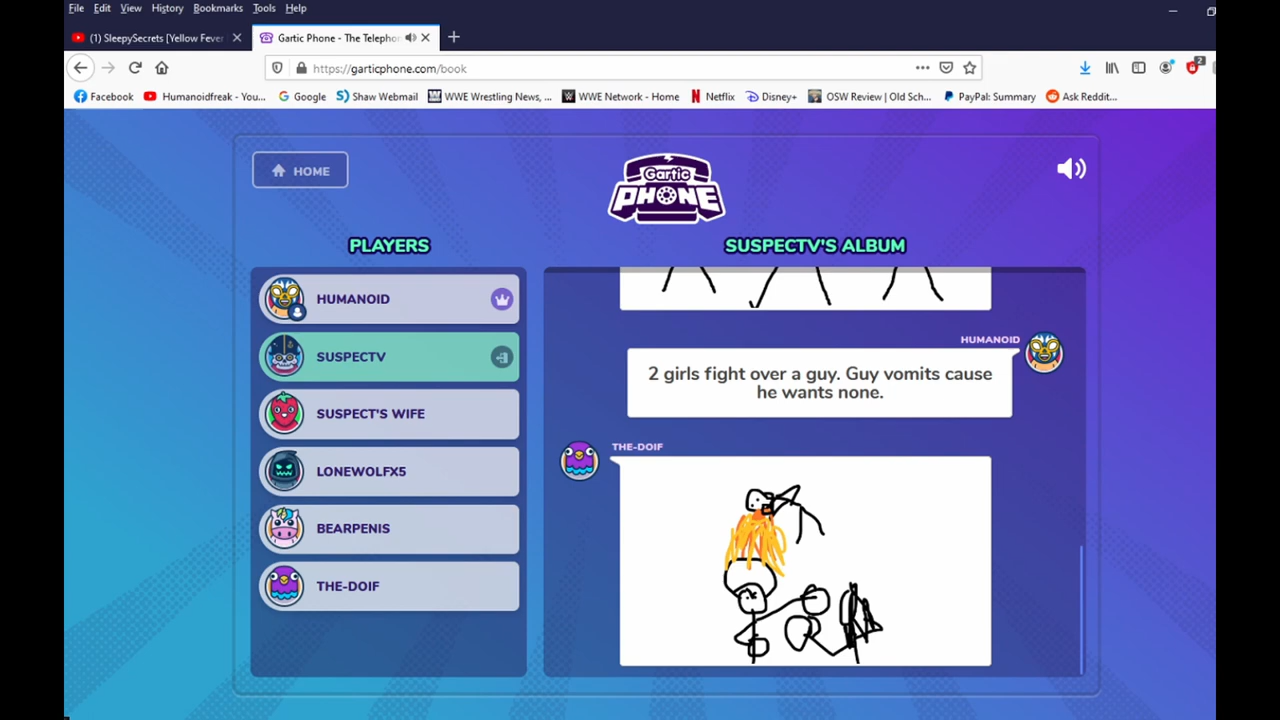 File Edit View History Bookmarks Tools Help
(1) SleepySecrets [Yellow Fever
Gartic Phone - The Telepho
https://garticphone.com/book
Facebook Humanoidfreak - You... Google Shaw Webmail WWE Wrestling News, ... WWE Network - Home Netflix Disney+ OSW Review | Old Sch... PayPal: Summary Ask Reddit...
2
HOME
Gartic
PHONE
PLAYERS
SUSPECTV'S ALBUM
HUMANOID
SUSPECTV
SUSPECT'S WIFE
LONEWOLFX5
BEARPENIS
THE-DOIF
HUMANOID
2 girls fight over a guy. Guy vomits cause
he wants none.
THE-DOIF